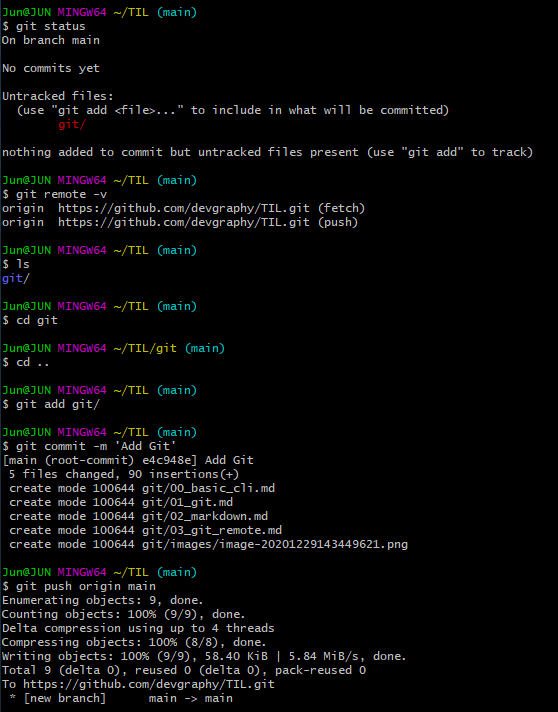 Jun@JUN MINGW64 ~/TIL (main)
$ git status
On branch main
No commits yet
Untracked files:
  (use "git add <file>..." to include in what will be committed)
        git/
nothing added to commit but untracked files present (use "git add" to track)
Jun@JUN MINGW64 ~/TIL (main)
$ git remote -v
origin  https://github.com/devgraphy/TIL.git (fetch)
origin  https://github.com/devgraphy/TIL.git (push)
Jun@JUN MINGW64 ~/TIL (main)
$ ls
git/
Jun@JUN MINGW64 ~/TIL (main)
$ cd git
Jun@JUN MINGW64 ~/TIL/git (main)
$ cd ..
Jun@JUN MINGW64 ~/TIL (main)
$ git add git/
Jun@JUN MINGW64 ~/TIL (main)
$ git commit -m 'Add Git'
[main (root-commit) e4c948e] Add Git
 5 files changed, 90 insertions(+)
 create mode 100644 git/00_basic_cli.md
 create mode 100644 git/01_git.md
 create mode 100644 git/02_markdown.md
 create mode 100644 git/03_git_remote.md
 create mode 100644 git/images/image-20201229143449621.png
Jun@JUN MINGW64 ~/TIL (main)
$ git push origin main
Enumerating objects: 9, done.
Counting objects: 100% (9/9), done.
Delta compression using up to 4 threads
Compressing objects: 100% (8/8), done.
Writing objects: 100% (9/9), 58.40 KiB | 5.84 MiB/s, done.
Total 9 (delta 0), reused 0 (delta 0), pack-reused 0
To https://github.com/devgraphy/TIL.git
 * [new branch]      main -> main